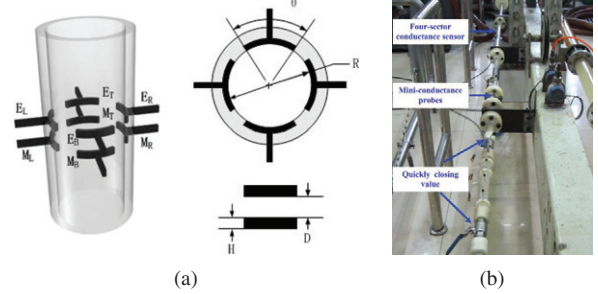 θ
E_T
E_R
E_L
M_T
E_B
M_L
M_B
M_R
R
H
D
(a)
Four-sector
conductance sensor
Mini-conductance
probes
Quickly closing
value
(b)